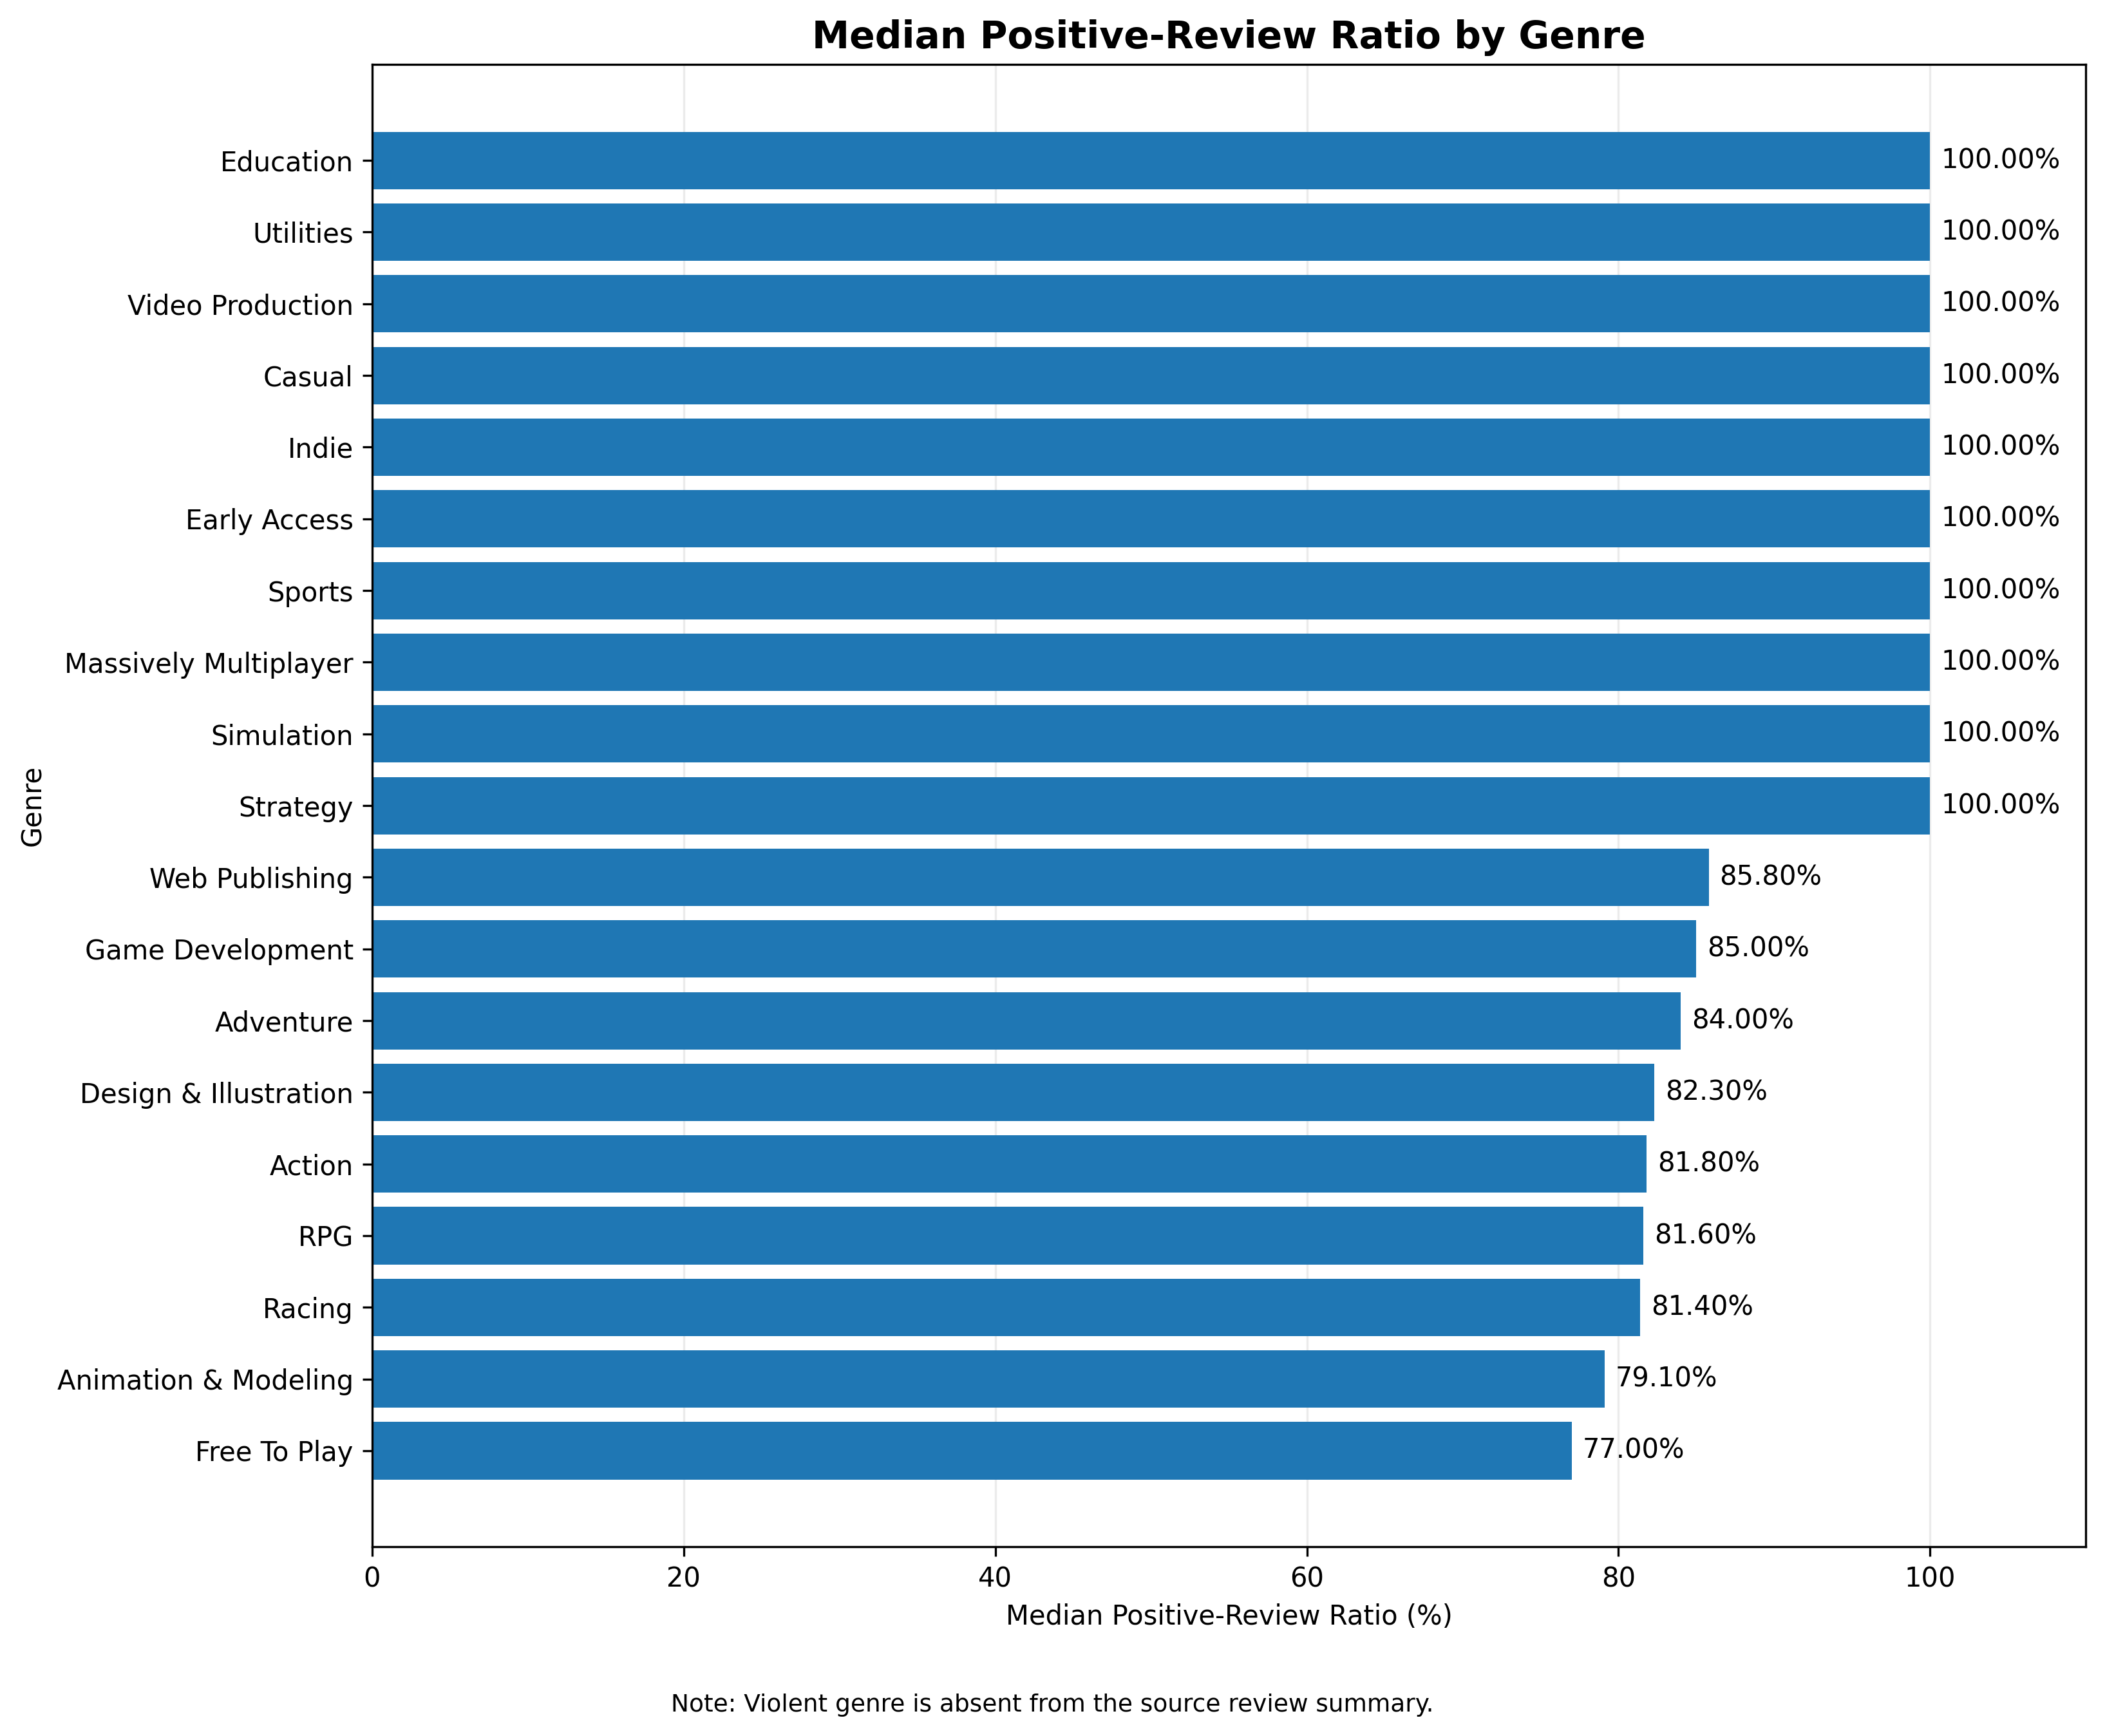 Median Positive-Review Ratio by Genre
Education 100.00%
Utilities 100.00%
Video Production 100.00%
Casual 100.00%
Indie 100.00%
Early Access 100.00%
Sports 100.00%
Massively Multiplayer 100.00%
Simulation 100.00%
Strategy 100.00%
Web Publishing 85.80%
Game Development 85.00%
Adventure 84.00%
Design & Illustration 82.30%
Action 81.80%
RPG 81.60%
Racing 81.40%
Animation & Modeling 79.10%
Free To Play 77.00%
Genre
0 20 40 60 80 100
Median Positive-Review Ratio (%)
Note: Violent genre is absent from the source review summary.